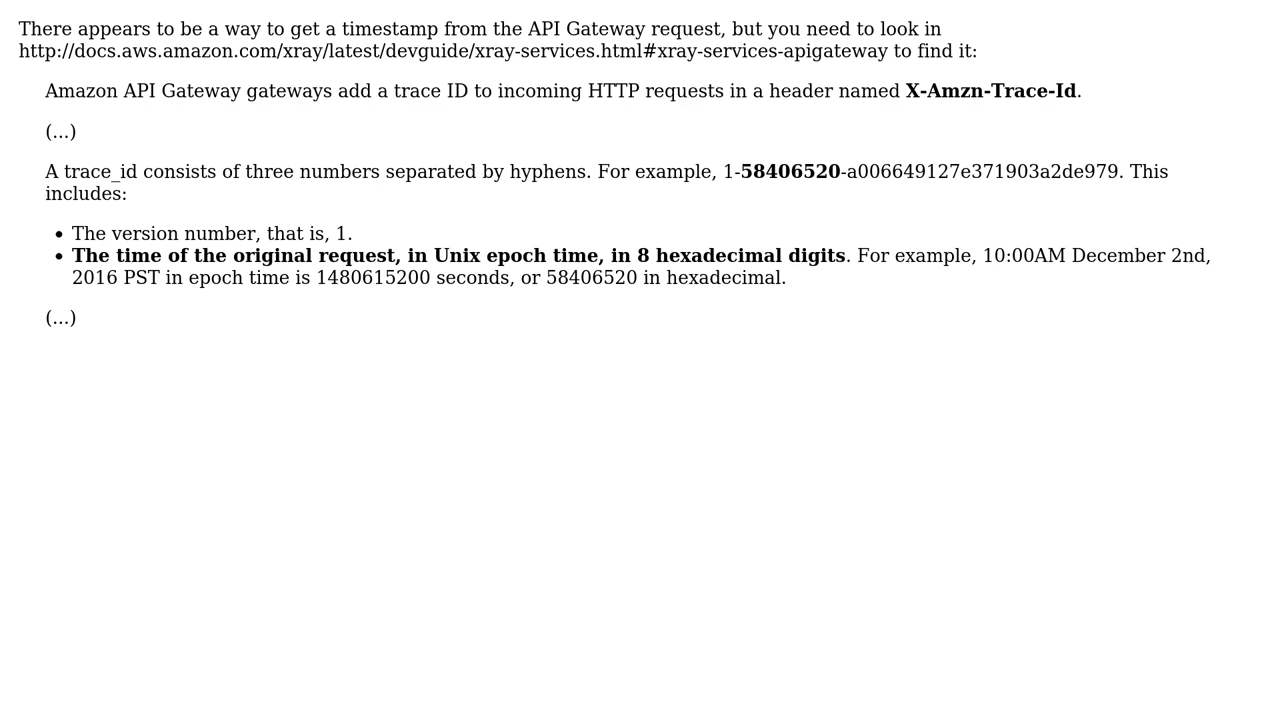 There appears to be a way to get a timestamp from the API Gateway request, but you need to look in
http://docs.aws.amazon.com/xray/latest/devguide/xray-services.html#xray-services-apigateway to find it:
Amazon API Gateway gateways add a trace ID to incoming HTTP requests in a header named X-Amzn-Trace-Id.
(...)
A trace_id consists of three numbers separated by hyphens. For example, 1-58406520-a006649127e371903a2de979. This
includes:
• The version number, that is, 1.
• The time of the original request, in Unix epoch time, in 8 hexadecimal digits. For example, 10:00AM December 2nd,
2016 PST in epoch time is 1480615200 seconds, or 58406520 in hexadecimal.
(...)